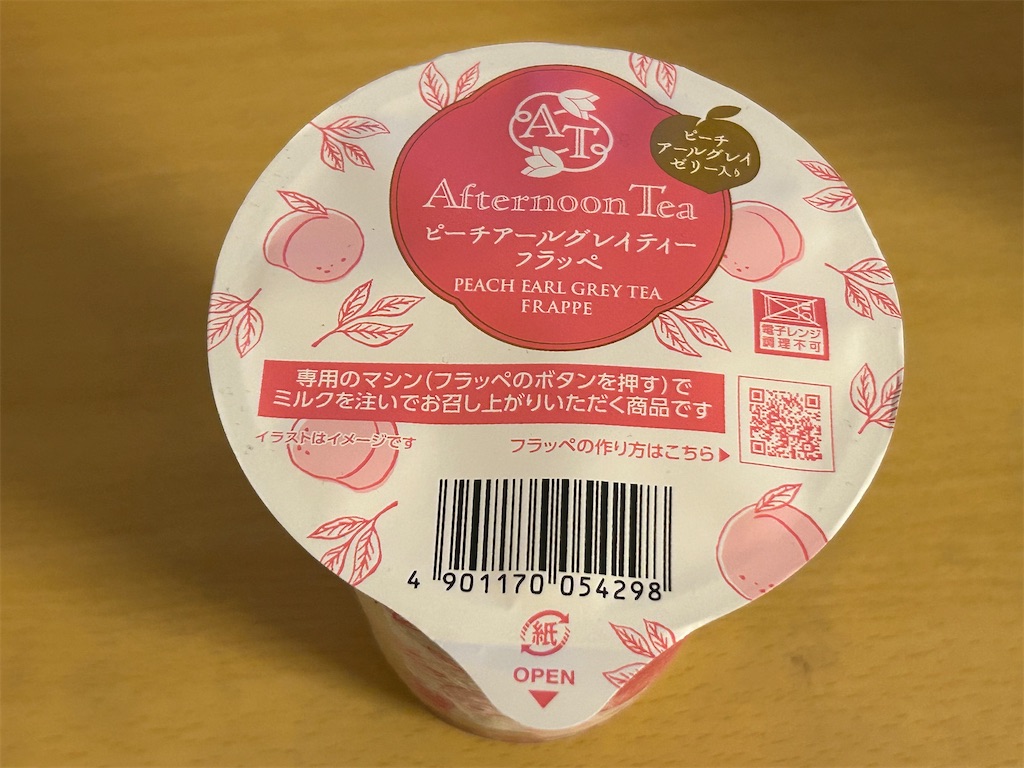 AT
Afternoon Tea
ピーチアールグレイティー
フラッペ
PEACH EARL GREY TEA
FRAPPE
ピーチ
アールグレイ
ゼリー入り
電子レンジ
調理不可
専用のマシン(フラッペのボタンを押す)で
ミルクを注いでお召し上がりいただく商品です
イラストはイメージです
フラッペの作り方はこちら▶
4 901170 054298
紙
OPEN